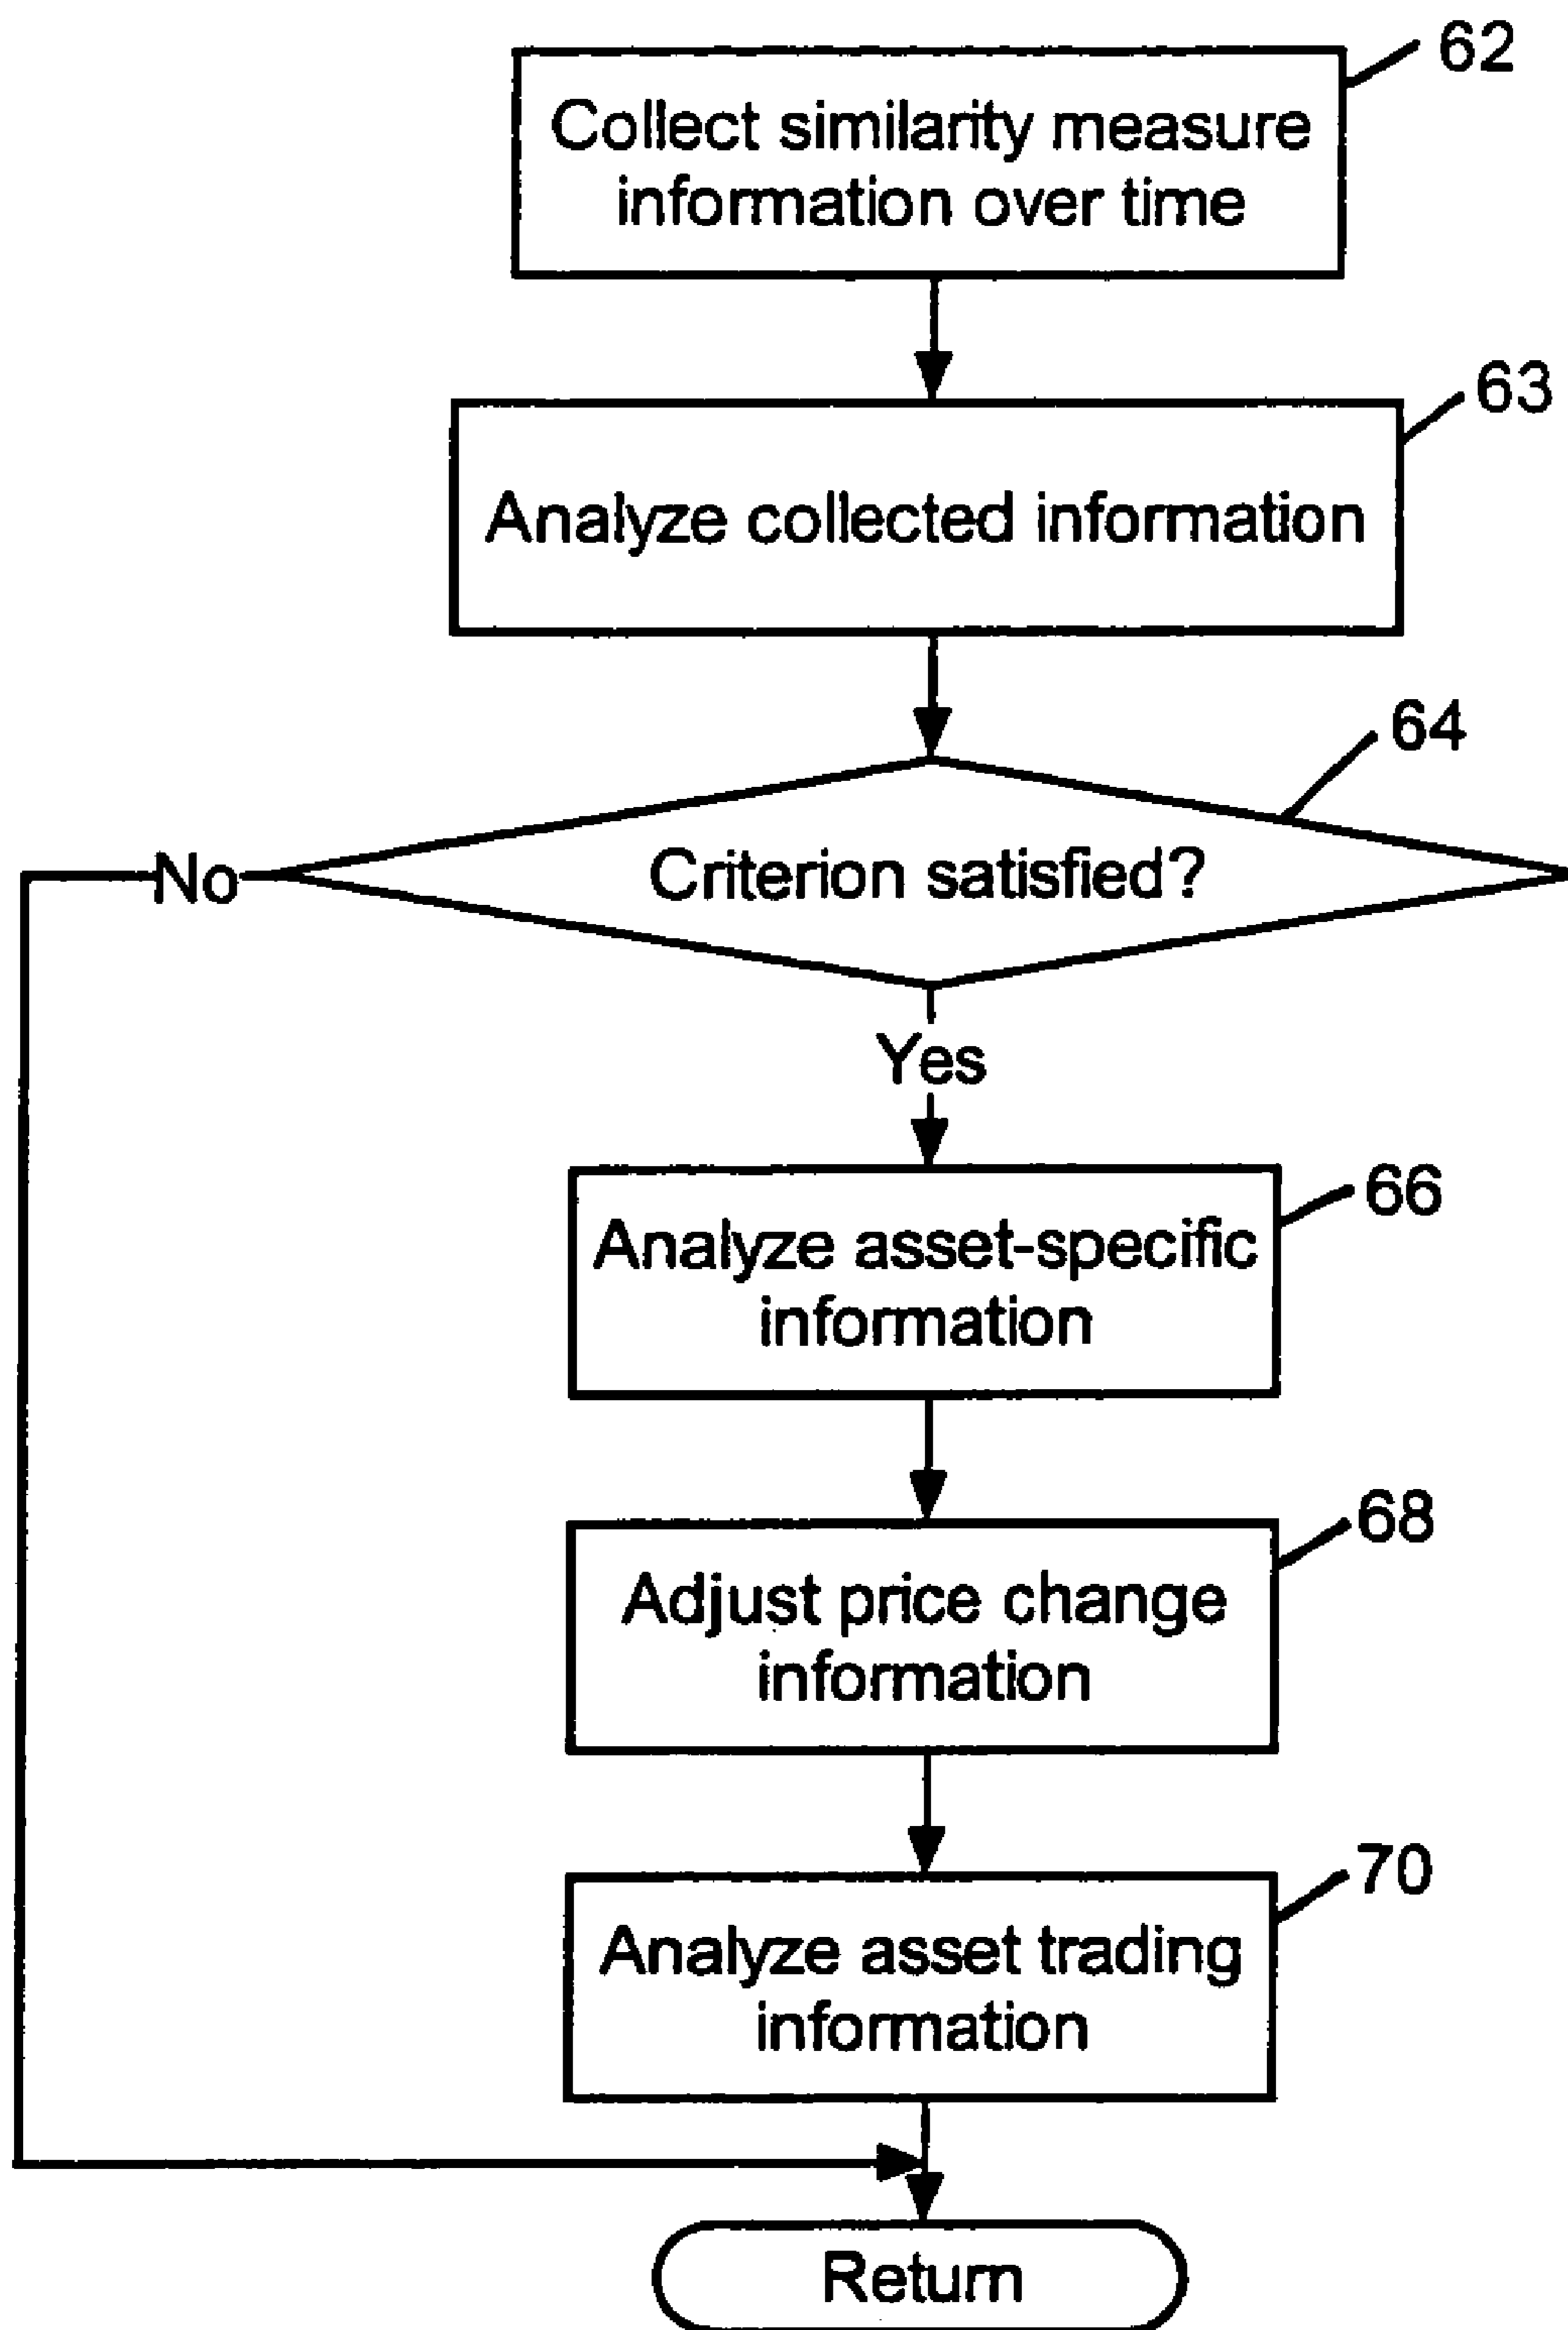 62
Collect similarity measure
information over time
63
Analyze collected information
64
Criterion satisfied?
No
Yes
66
Analyze asset-specific
information
68
Adjust price change
information
70
Analyze asset trading
information
Return